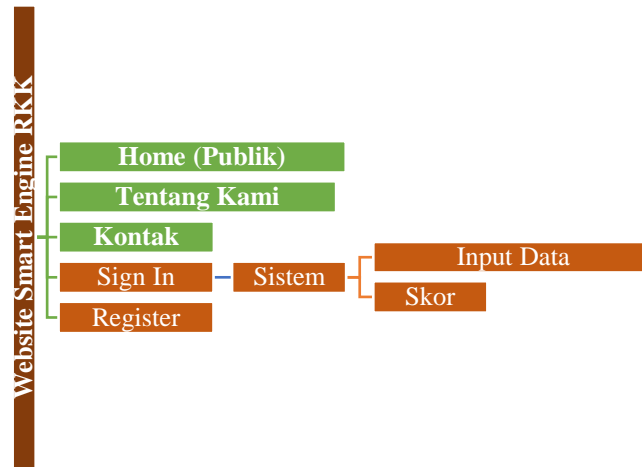 Website Smart Engine RKK
Home (Publik)
Tentang Kami
Kontak
Sign In
Sistem
Input Data
Skor
Register